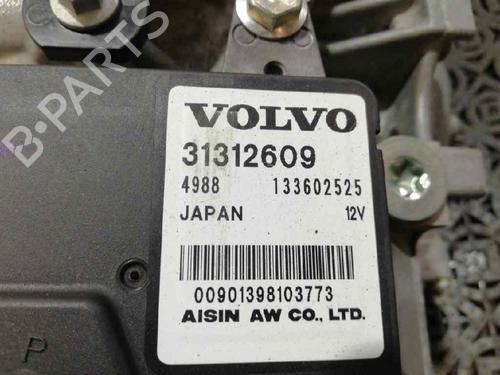 B-PARTS
VOLVO
31312609
4988 133602525
JAPAN 12V
00901398103773
AISIN AW CO., LTD.
P